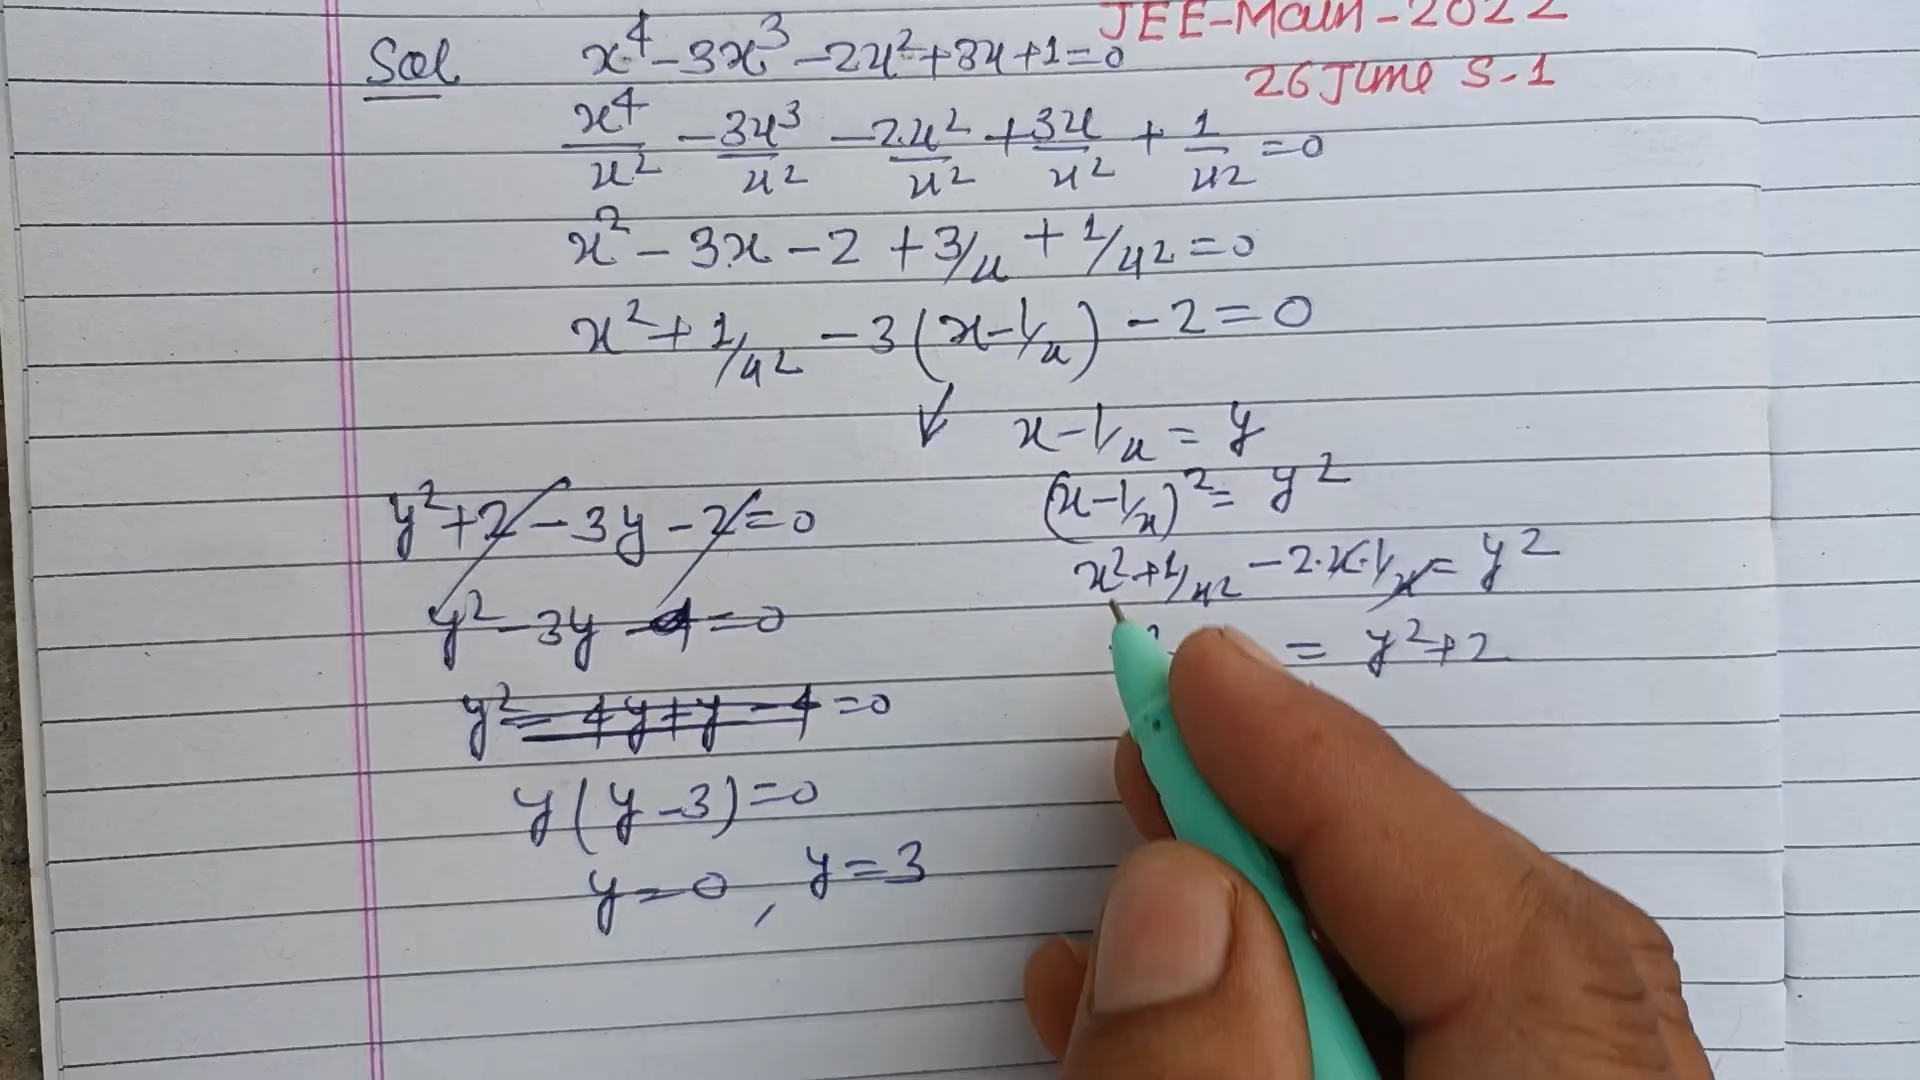 JEE-Main-2022
26 June S-1
Sol x⁴-3x³-2x²+3x+1=0
x⁴/x² - 3x³/x² - 2x²/x² + 3x/x² + 1/x² = 0
x² - 3x - 2 + 3/x + 1/x² = 0
x² + 1/x² - 3(x-1/x) - 2 = 0
x-1/x = y
(x-1/x)² = y²
x²+1/x² - 2·x·1/x = y²
= y²+2
y²+2-3y-2=0
y²-3y =0
y²-4y+y-4=0
y(y-3)=0
y=0, y=3